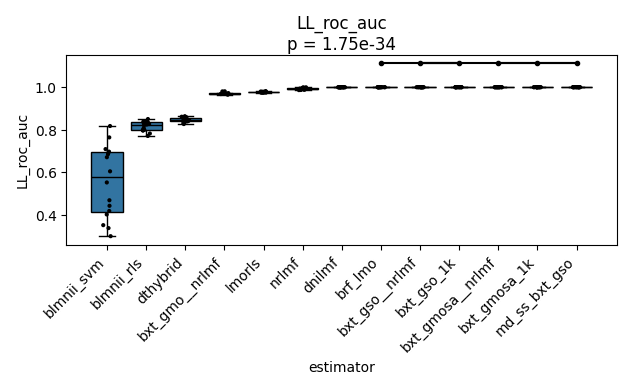 LL_roc_auc
p = 1.75e-34
LL_roc_auc
1.0
0.8
0.6
0.4
blmnii_svm
blmnii_rls
dthybrid
bxt_gmo__nrlmf
lmorls
nrlmf
dnilmf
brf_lmo
bxt_gso__nrlmf
bxt_gso_1k
bxt_gmosa__nrlmf
bxt_gmosa_1k
md_ss_bxt_gso
estimator